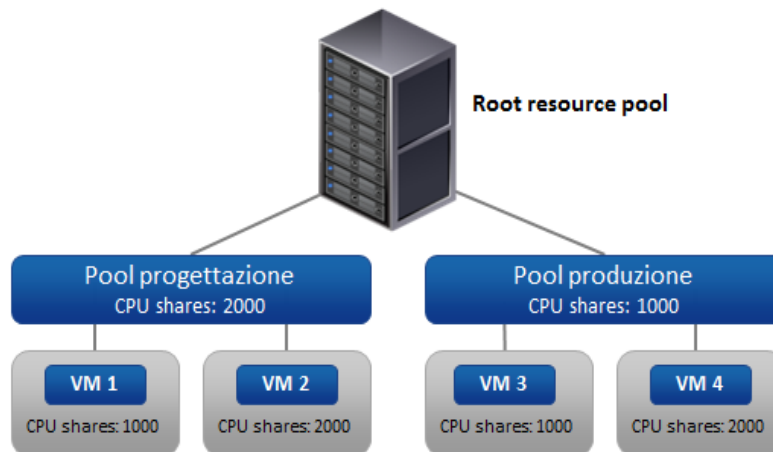 Root resource pool
Pool progettazione
CPU shares: 2000
Pool produzione
CPU shares: 1000
VM 1
CPU shares: 1000
VM 2
CPU shares: 2000
VM 3
CPU shares: 1000
VM 4
CPU shares: 2000